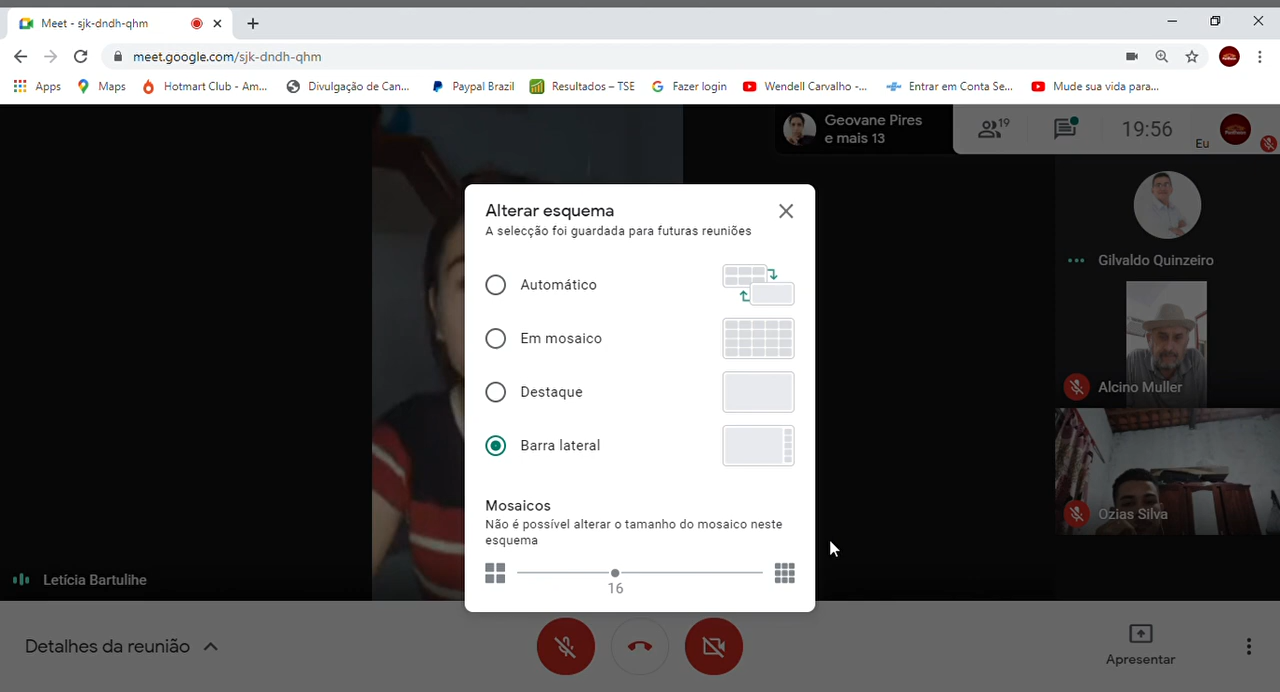 Meet - sjk-dndh-qhm
meet.google.com/sjk-dndh-qhm
Apps Maps Hotmart Club - Am... Divulgação de Can... Paypal Brazil Resultados – TSE Fazer login Wendell Carvalho -... Entrar em Conta Se... Mude sua vida para...
Geovane Pires
e mais 13
19
19:56
Eu
Alterar esquema
A selecção foi guardada para futuras reuniões
Automático
Em mosaico
Destaque
Barra lateral
Mosaicos
Não é possível alterar o tamanho do mosaico neste
esquema
16
Gilvaldo Quinzeiro
Alcino Muller
Ozias Silva
Letícia Bartulihe
Detalhes da reunião
Apresentar